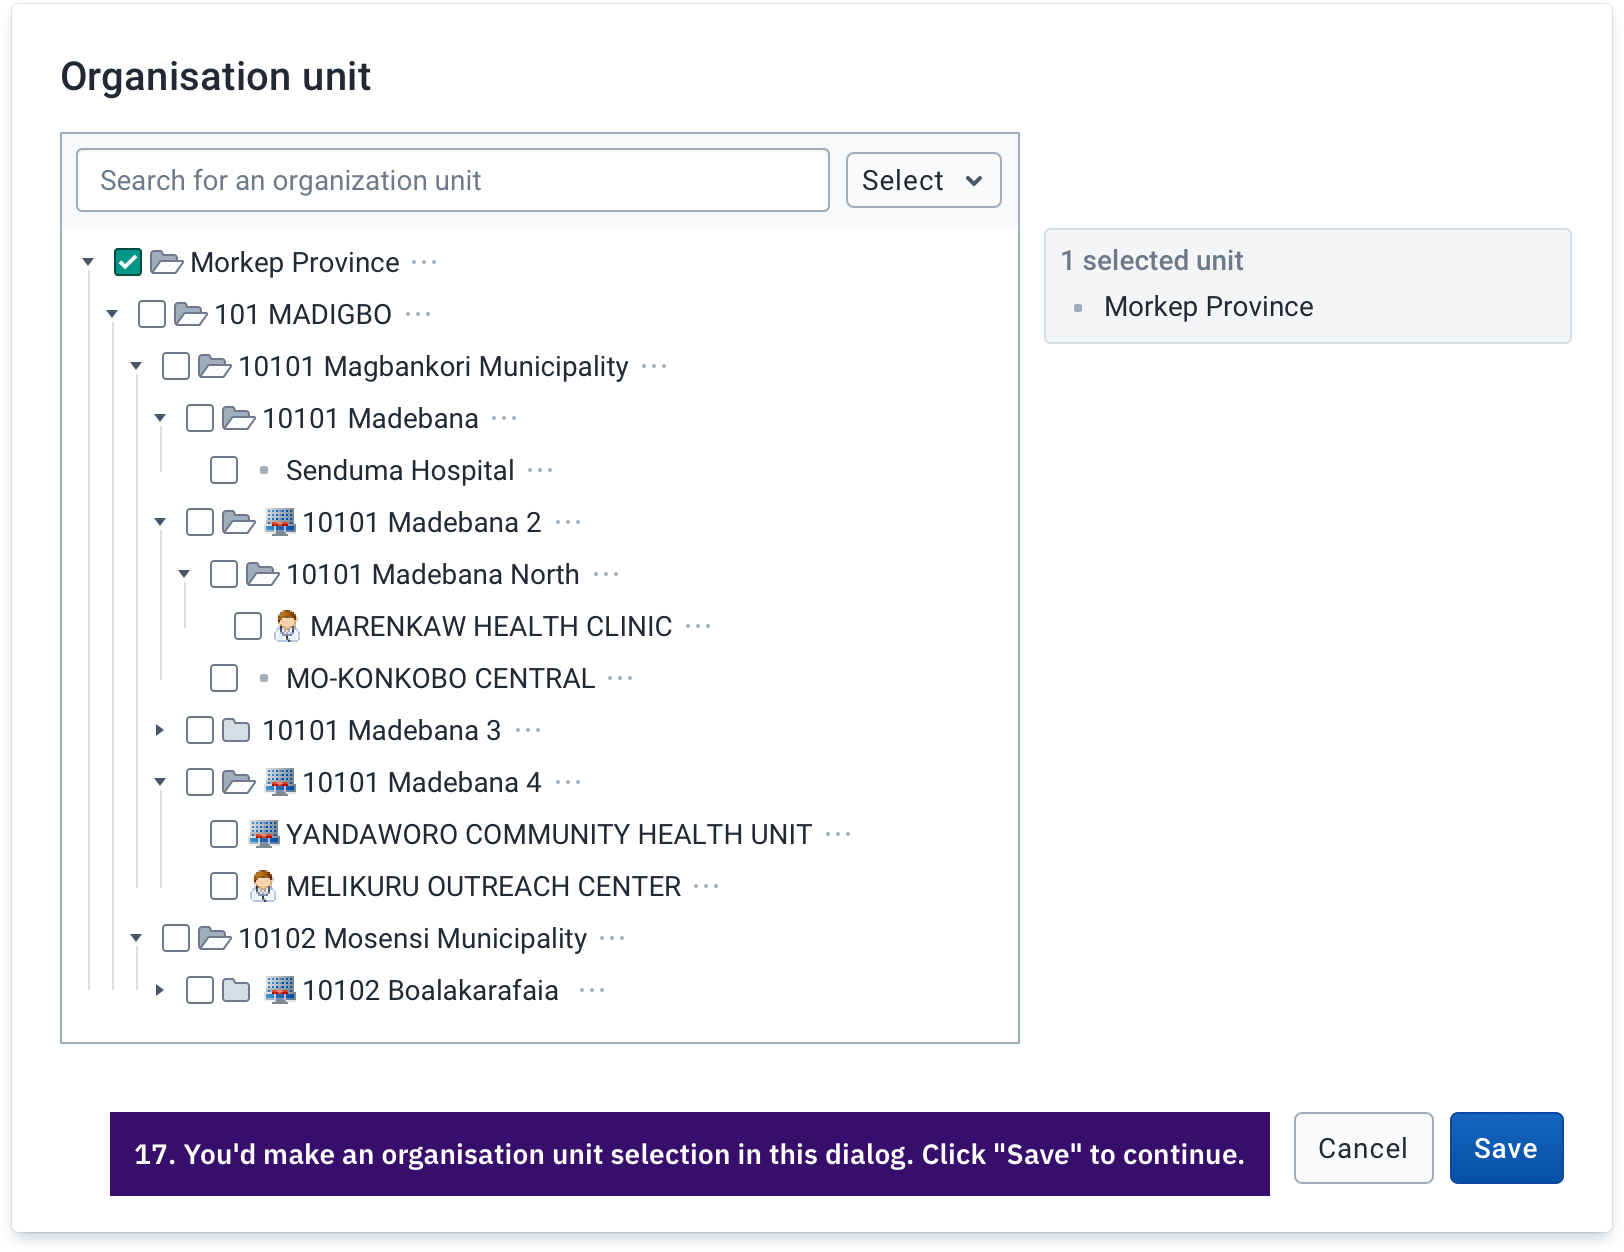 Organisation unit
Search for an organization unit
Select
Morkep Province ...
101 MADIGBO ...
10101 Magbankori Municipality ...
10101 Madebana ...
Senduma Hospital ...
10101 Madebana 2 ...
10101 Madebana North ...
MARENKAW HEALTH CLINIC ...
MO-KONKOBO CENTRAL ...
10101 Madebana 3 ...
10101 Madebana 4 ...
YANDAWORO COMMUNITY HEALTH UNIT ...
MELIKURU OUTREACH CENTER ...
10102 Mosensi Municipality ...
10102 Boalakarafaia ...
1 selected unit
Morkep Province
17. You'd make an organisation unit selection in this dialog. Click "Save" to continue.
Cancel
Save